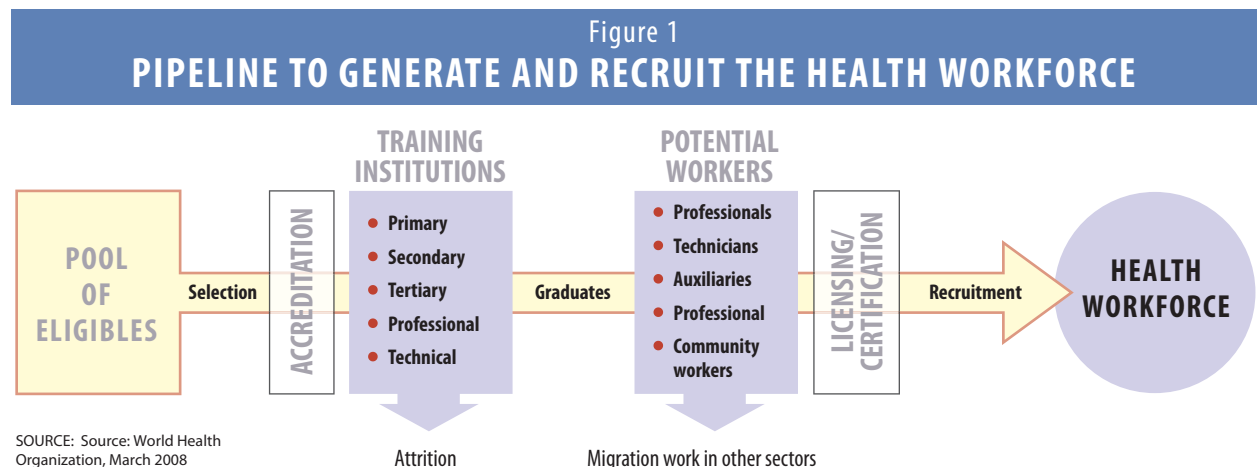 Figure 1
PIPELINE TO GENERATE AND RECRUIT THE HEALTH WORKFORCE
POOL
OF
ELIGIBLES
Selection
ACCREDITATION
TRAINING
INSTITUTIONS
Primary
Secondary
Tertiary
Professional
Technical
Attrition
Graduates
POTENTIAL
WORKERS
Professionals
Technicians
Auxiliaries
Professional
Community
workers
Migration work in other sectors
LICENSING/
CERTIFICATION
Recruitment
HEALTH
WORKFORCE
SOURCE: Source: World Health
Organization, March 2008